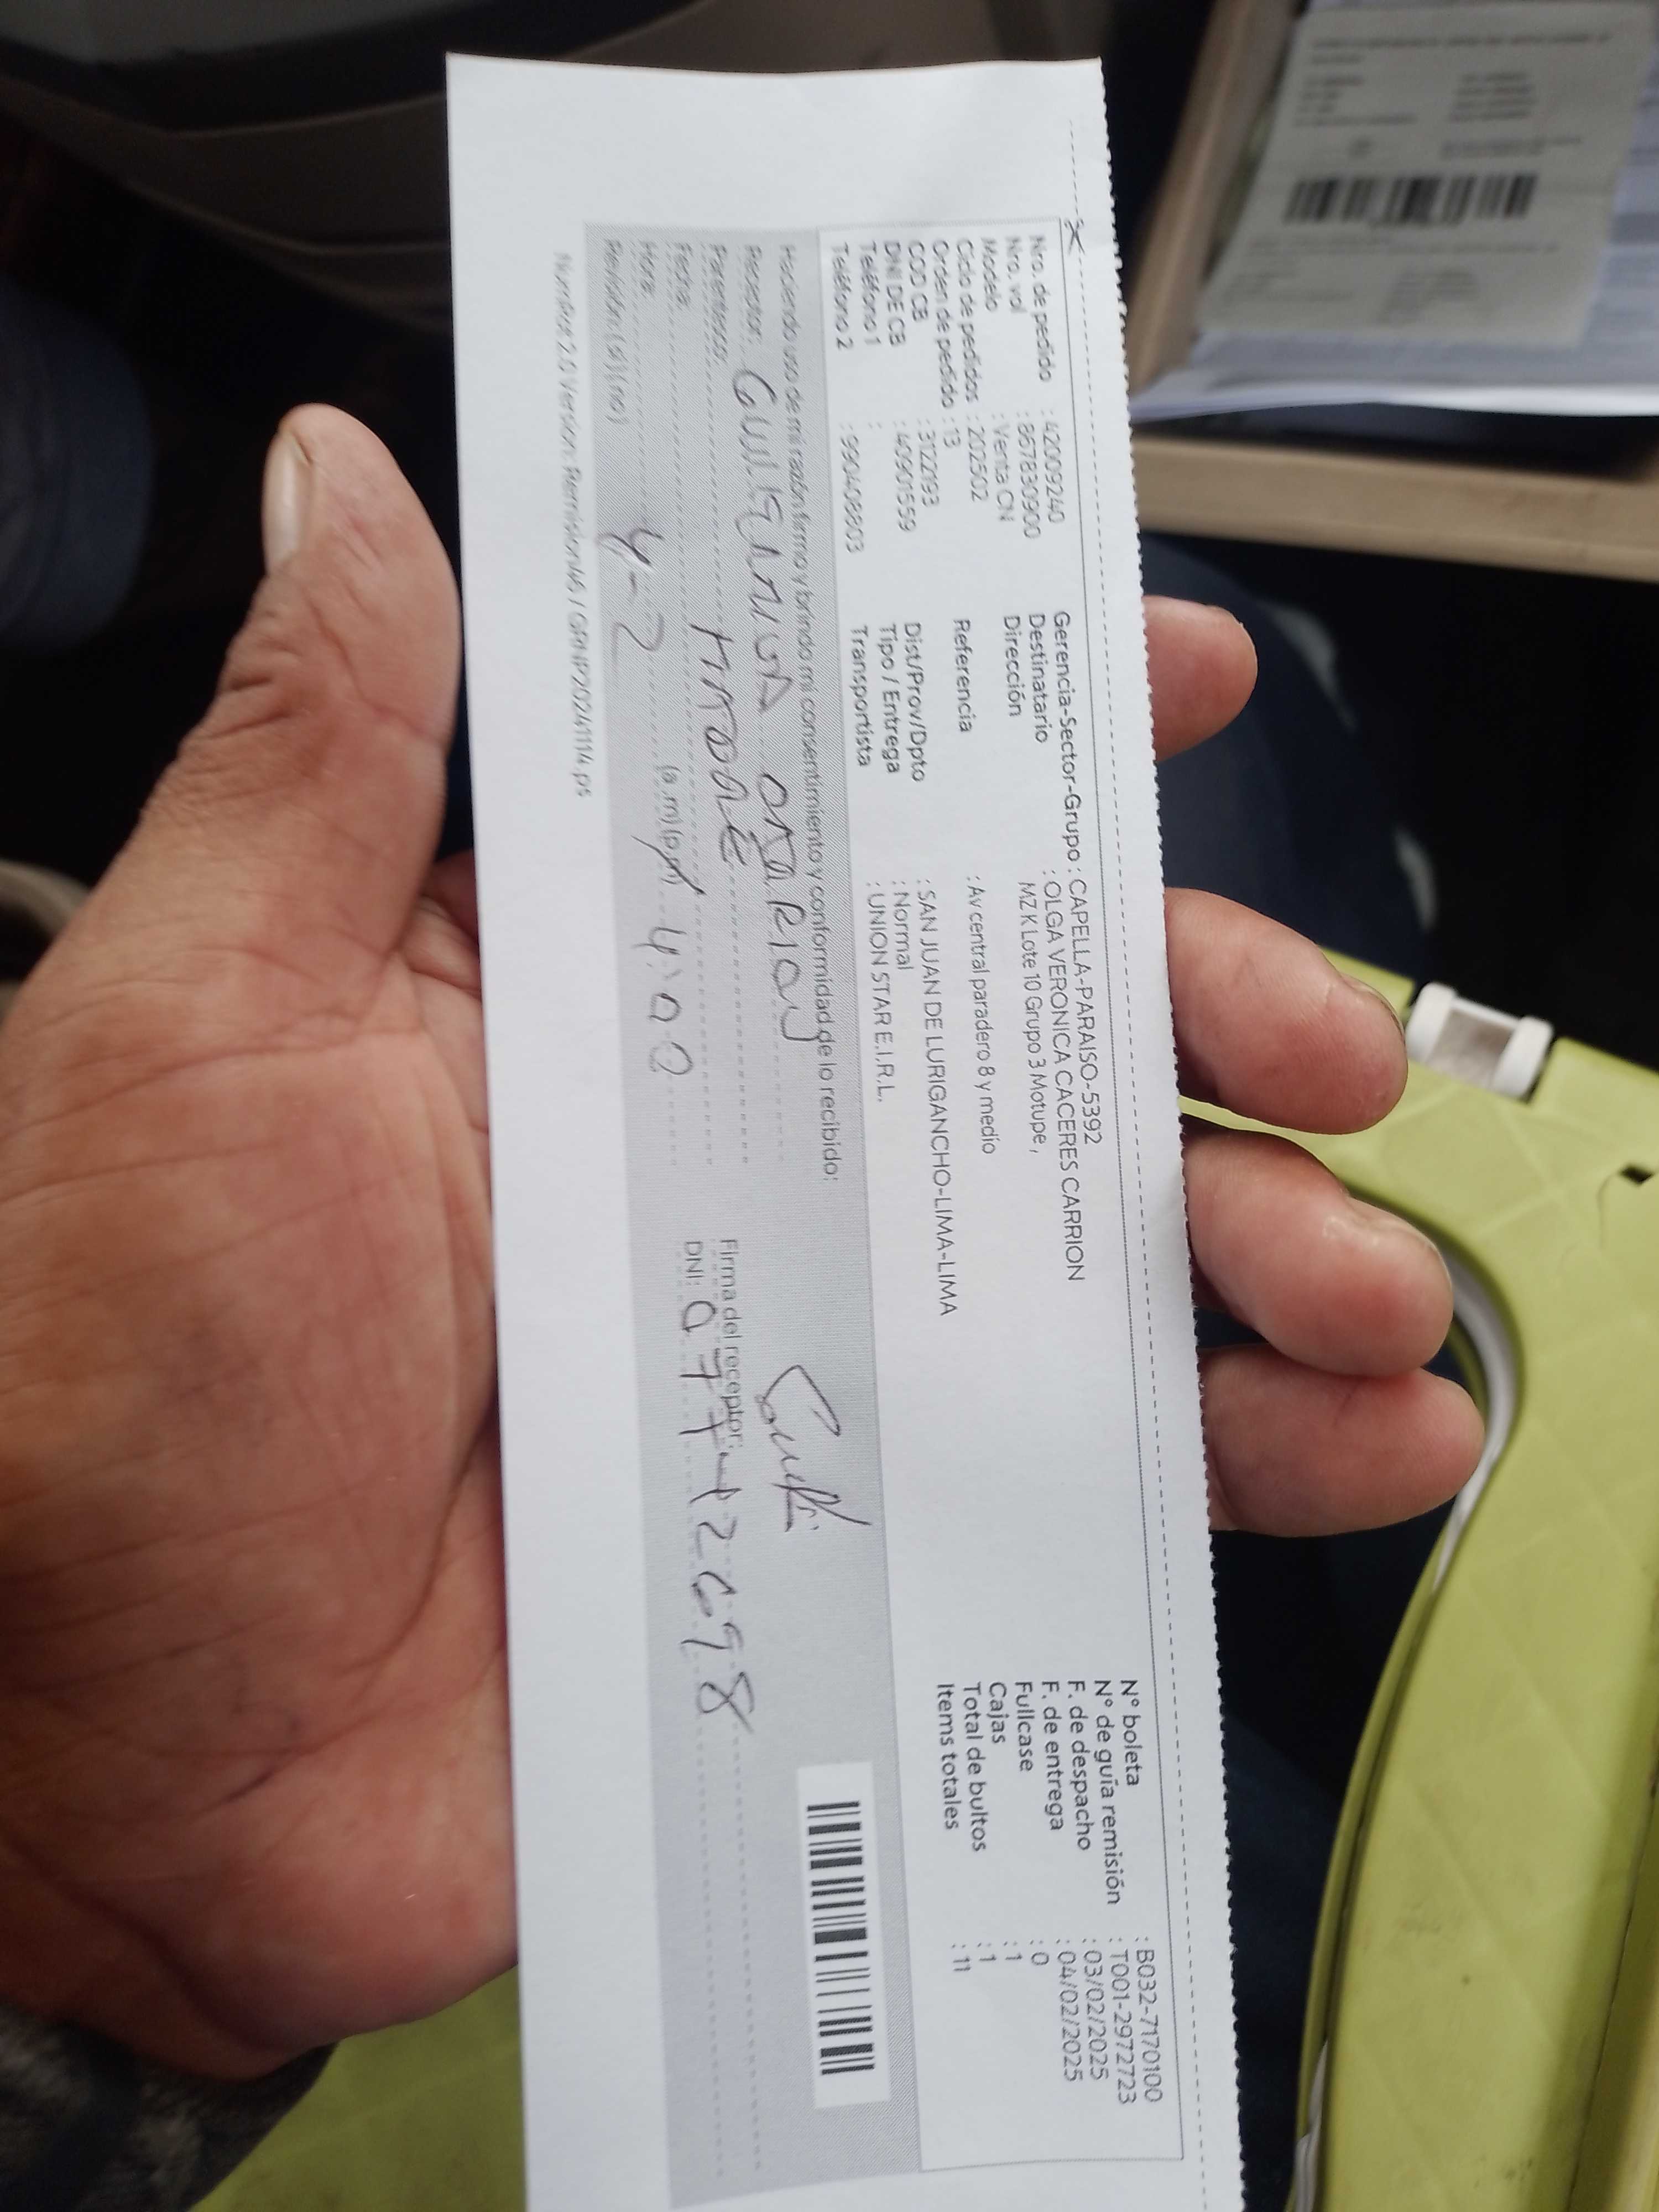 Nro. de pedido : 42009240
Nro. vol : 8678390900
Modelo : Venta CN
Ciclo de pedidos : 202502
Orden de pedido : 13
COD CB : 3122193
DNI DE CB : 40901559
Teléfono 1 :
Teléfono 2 : 990408803
Gerencia-Sector-Grupo : CAPELLA-PARAISO-5392
Destinatario : OLGA VERONICA CACERES CARRION
Dirección MZ K Lote 10 Grupo 3 Motupe ,
Referencia : Av central paradero 8 y medio
Dist/Prov/Dpto : SAN JUAN DE LURIGANCHO-LIMA-LIMA
Tipo / Entrega : Normal
Transportista : UNION STAR E.I.R.L.
N° boleta : B032-7170100
N° de guía remisión : T001-2972723
F. de despacho : 03/02/2025
F. de entrega : 04/02/2025
Fullcase : 0
Cajas : 1
Total de bultos : 1
Items totales : 11
Haciendo uso de mi razón firmo y brindo mi consentimiento y conformidad de lo recibido:
Receptor:
Parentesco: MADRE
Fecha: 4-2
Hora: (a.m) (p.m) 4:00
Revisión (si) (no)
Firma del receptor:
DNI: 07742698